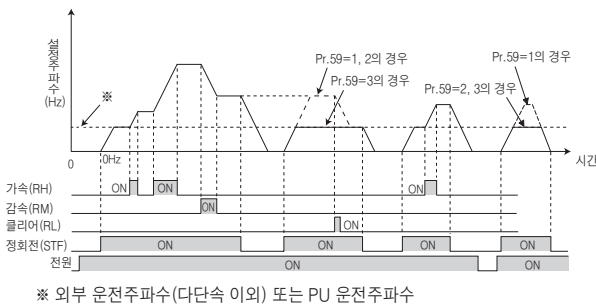 설정주파수
(Hz)
※
Pr.59=1, 2의 경우
Pr.59=3의 경우
Pr.59=1의 경우
Pr.59=2, 3의 경우
0
0Hz
시간
가속(RH)
ON
ON
ON
감속(RM)
ON
클리어(RL)
ON
정회전(STF)
ON
ON
ON
ON
전원
ON
ON
※ 외부 운전주파수(다단속 이외) 또는 PU 운전주파수